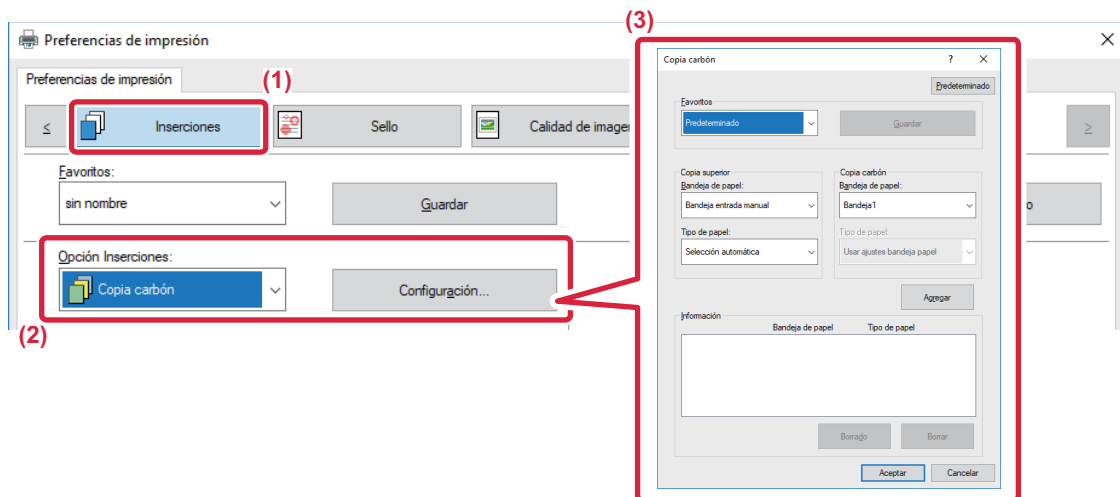 Preferencias de impresión
Preferencias de impresión
(1)
<
Inserciones
Sello
Calidad de imagen
>
Favoritos:
sin nombre
Guardar
o
Opción Inserciones:
Copia carbón
Configuración...
(2)
(3)
Copia carbón
?
Predeterminado
Favoritos
Predeterminado
Guardar
Copia superior
Bandeja de papel:
Bandeja entrada manual
Tipo de papel:
Selección automática
Copia carbón
Bandeja de papel:
Bandeja1
Tipo de papel:
Usar ajustes bandeja papel
Agregar
Información
Bandeja de papel Tipo de papel
Borrado
Borrar
Aceptar
Cancelar